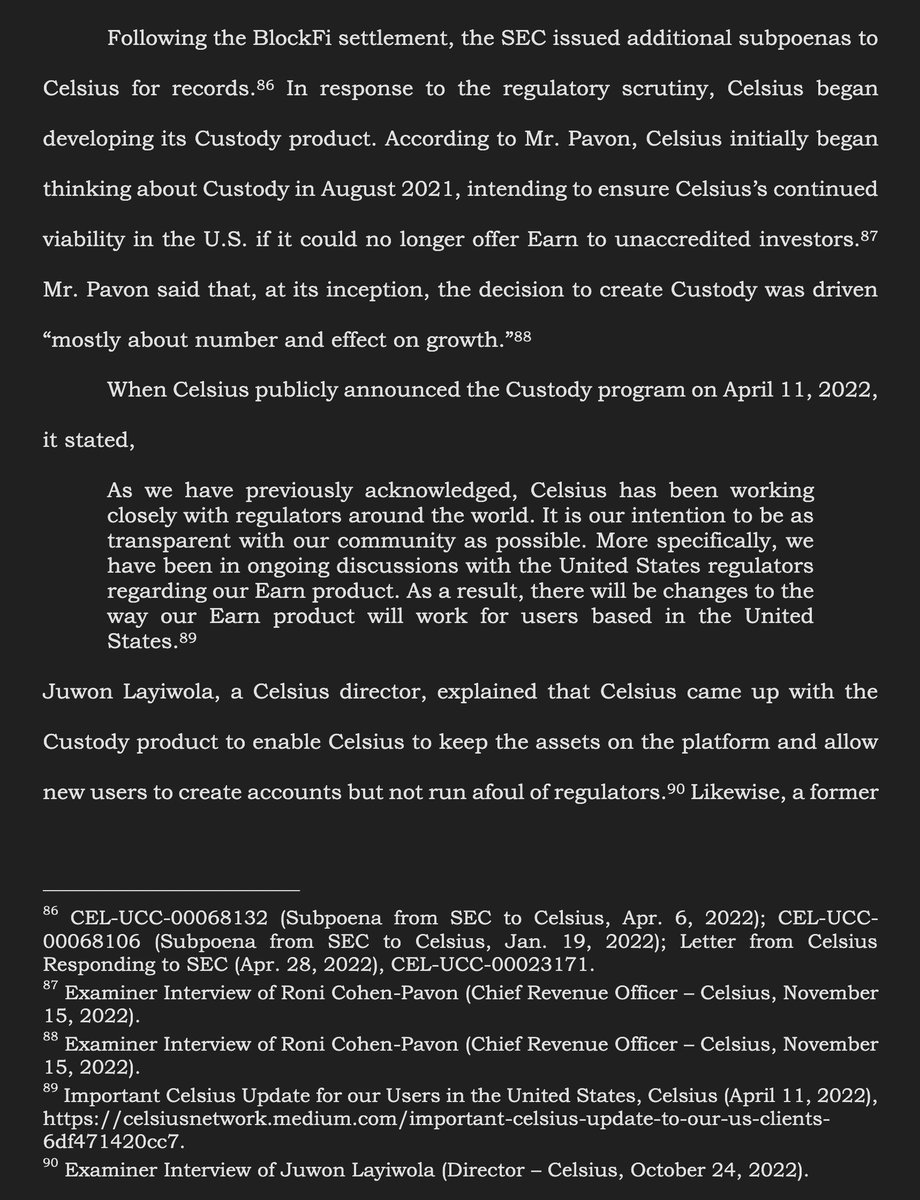 Following the BlockFi settlement, the SEC issued additional subpoenas to
Celsius for records.86 In response to the regulatory scrutiny, Celsius began
developing its Custody product. According to Mr. Pavon, Celsius initially began
thinking about Custody in August 2021, intending to ensure Celsius’s continued
viability in the U.S. if it could no longer offer Earn to unaccredited investors.87
Mr. Pavon said that, at its inception, the decision to create Custody was driven
“mostly about number and effect on growth.”88
When Celsius publicly announced the Custody program on April 11, 2022,
it stated,
As we have previously acknowledged, Celsius has been working
closely with regulators around the world. It is our intention to be as
transparent with our community as possible. More specifically, we
have been in ongoing discussions with the United States regulators
regarding our Earn product. As a result, there will be changes to the
way our Earn product will work for users based in the United
States.89
Juwon Layiwola, a Celsius director, explained that Celsius came up with the
Custody product to enable Celsius to keep the assets on the platform and allow
new users to create accounts but not run afoul of regulators.90 Likewise, a former
86 CEL-UCC-00068132 (Subpoena from SEC to Celsius, Apr. 6, 2022); CEL-UCC-
00068106 (Subpoena from SEC to Celsius, Jan. 19, 2022); Letter from Celsius
Responding to SEC (Apr. 28, 2022), CEL-UCC-00023171.
87 Examiner Interview of Roni Cohen-Pavon (Chief Revenue Officer – Celsius, November
15, 2022).
88 Examiner Interview of Roni Cohen-Pavon (Chief Revenue Officer – Celsius, November
15, 2022).
89 Important Celsius Update for our Users in the United States, Celsius (April 11, 2022),
https://celsiusnetwork.medium.com/important-celsius-update-to-our-us-clients-
6df471420cc7.
90 Examiner Interview of Juwon Layiwola (Director – Celsius, October 24, 2022).